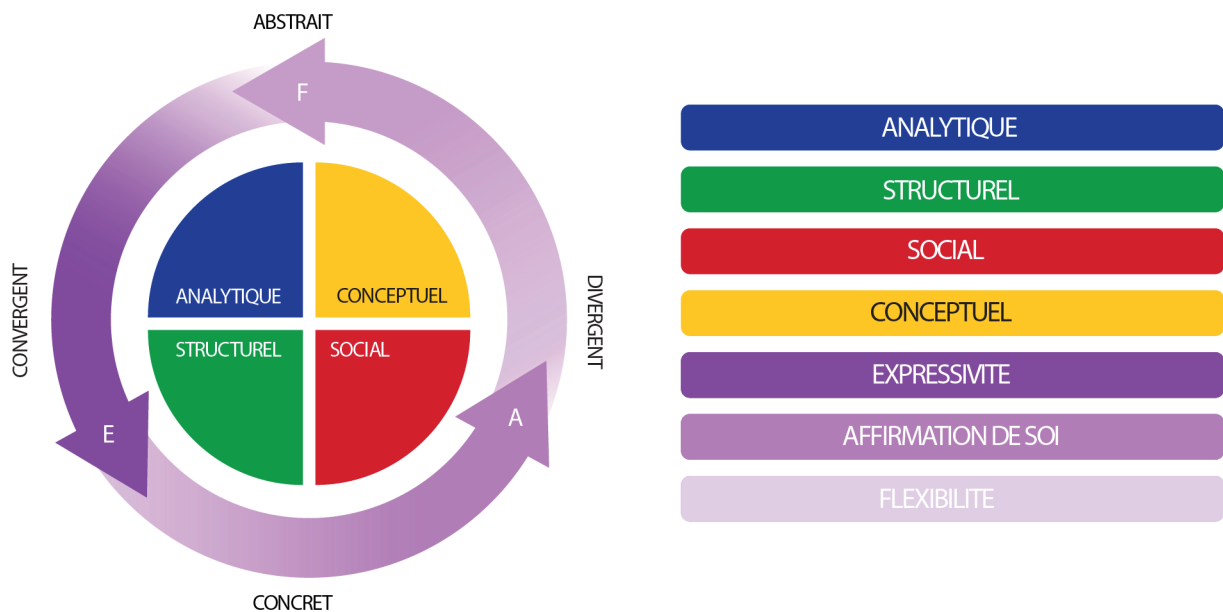 ABSTRAIT
F
CONVERGENT
DIVERGENT
ANALYTIQUE
CONCEPTUEL
STRUCTUREL
SOCIAL
E
A
CONCRET
ANALYTIQUE
STRUCTUREL
SOCIAL
CONCEPTUEL
EXPRESSIVITE
AFFIRMATION DE SOI
FLEXIBILITE